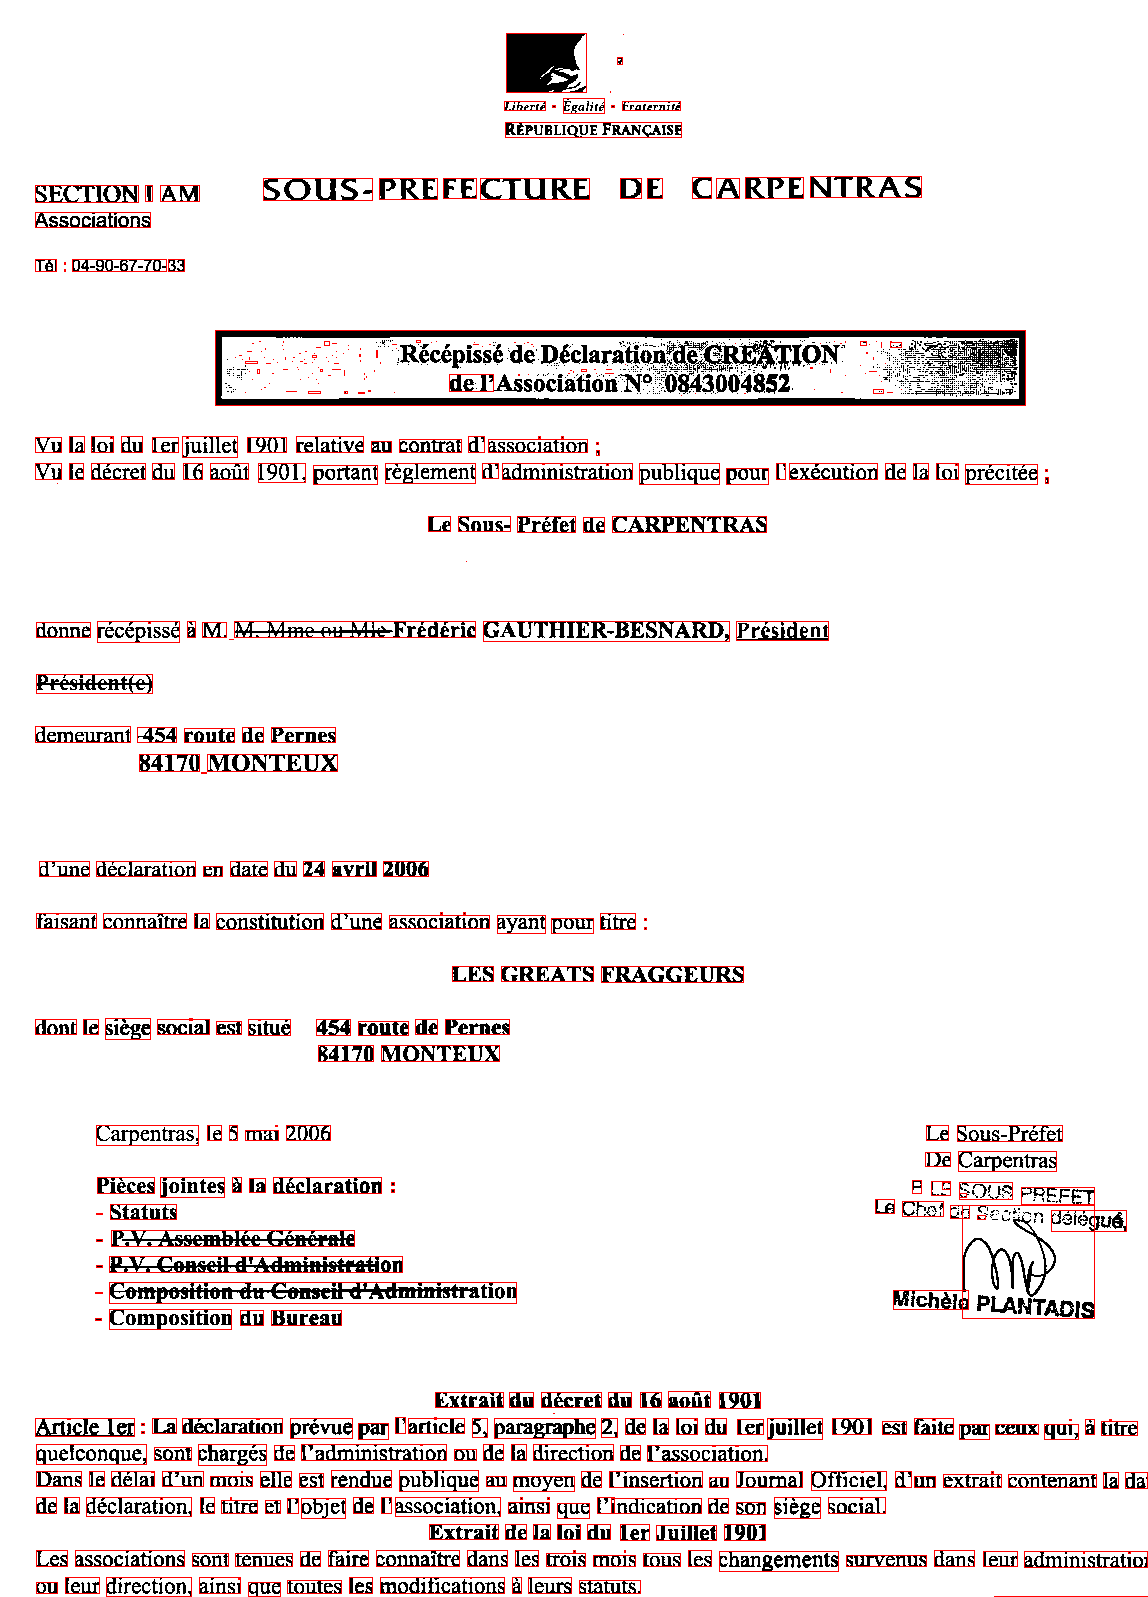 Liberté • Égalité • Fraternité
RÉPUBLIQUE FRANÇAISE
SOUS-PREFECTURE DE CARPENTRAS
SECTION I AM
Associations
Tél : 04-90-67-70-33
Récépissé de Déclaration de CREATION
de l'Association N° 0843004852
Vu la loi du 1er juillet 1901 relative au contrat d'association ;
Vu le décret du 16 août 1901, portant règlement d'administration publique pour l'exécution de la loi précitée ;
Le Sous- Préfet de CARPENTRAS
donne récépissé à M. M. Mme ou Mle Frédéric GAUTHIER-BESNARD, Président
Président(e)
demeurant 454 route de Pernes
84170 MONTEUX
d'une déclaration en date du 24 avril 2006
faisant connaître la constitution d'une association ayant pour titre :
LES GREATS FRAGGEURS
dont le siège social est situé 454 route de Pernes
84170 MONTEUX
Carpentras, le 5 mai 2006
Le Sous-Préfet
De Carpentras
LE SOUS PREFET
Le Chef de Section délégué,
Michèle PLANTADIS
Pièces jointes à la déclaration :
- Statuts
- P.V. Assemblée Générale
- P.V. Conseil d'Administration
- Composition du Conseil d'Administration
- Composition du Bureau
Extrait du décret du 16 août 1901
Article 1er : La déclaration prévue par l'article 5, paragraphe 2, de la loi du 1er juillet 1901 est faite par ceux qui, à titre
quelconque, sont chargés de l'administration ou de la direction de l'association.
Dans le délai d'un mois elle est rendue publique au moyen de l'insertion au Journal Officiel, d'un extrait contenant la da
de la déclaration, le titre et l'objet de l'association, ainsi que l'indication de son siège social.
Extrait de la loi du 1er Juillet 1901
Les associations sont tenues de faire connaître dans les trois mois tous les changements survenus dans leur administration
ou leur direction, ainsi que toutes les modifications à leurs statuts.